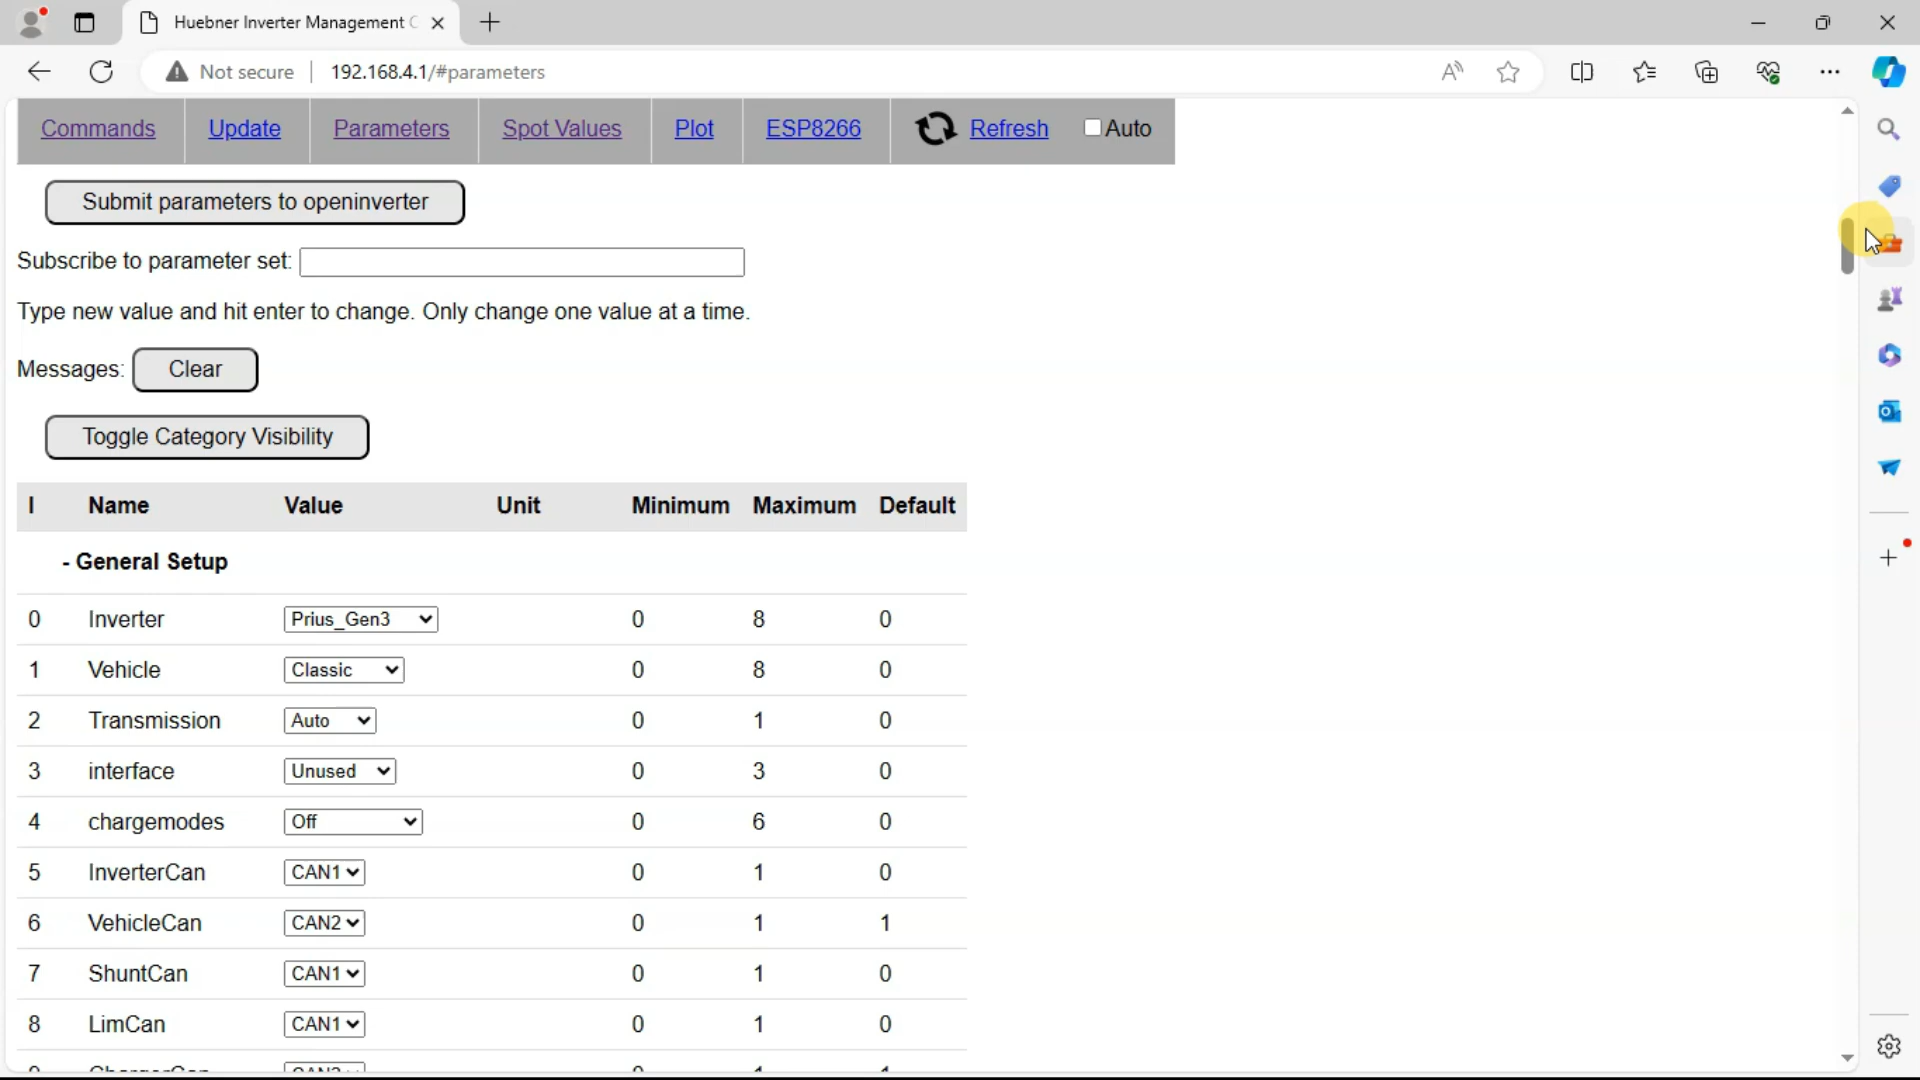 Huebner Inverter Management C
Not secure
192.168.4.1/#parameters
Commands Update Parameters Spot Values Plot ESP8266 Refresh Auto
Submit parameters to openinverter
Subscribe to parameter set:
Type new value and hit enter to change. Only change one value at a time.
Messages: Clear
Toggle Category Visibility
I Name Value Unit Minimum Maximum Default
- General Setup
0 Inverter Prius_Gen3 0 8 0
1 Vehicle Classic 0 8 0
2 Transmission Auto 0 1 0
3 interface Unused 0 3 0
4 chargemodes Off 0 6 0
5 InverterCan CAN1 0 1 0
6 VehicleCan CAN2 0 1 1
7 ShuntCan CAN1 0 1 0
8 LimCan CAN1 0 1 0